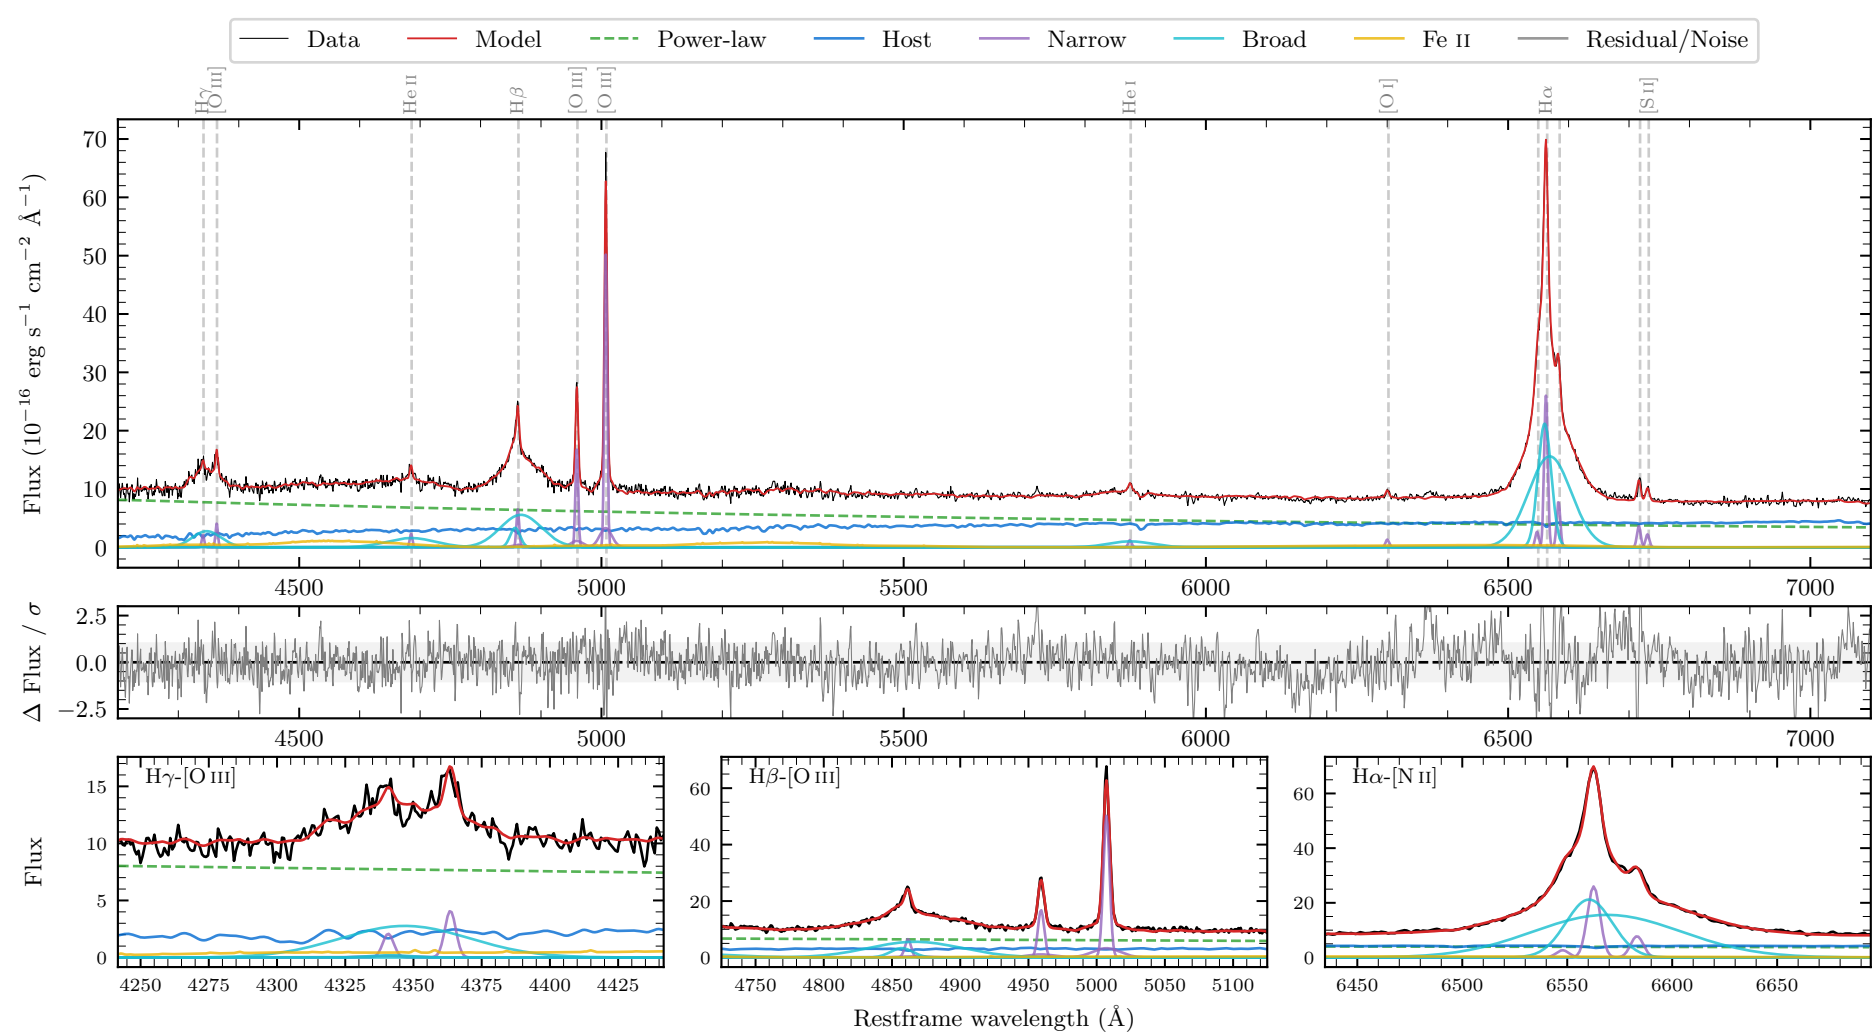 Data Model Power-law Host Narrow Broad Fe II Residual/Noise
Hγ [O III] He II Hβ [O III] [O III] He I [O I] Hα [S II]
Flux (10⁻¹⁶ erg s⁻¹ cm⁻² Å⁻¹)
70
60
50
40
30
20
10
0
4500 5000 5500 6000 6500 7000
Δ Flux / σ
2.5
0.0
−2.5
4500 5000 5500 6000 6500 7000
Flux
Hγ-[O III]
15
10
5
0
4250 4275 4300 4325 4350 4375 4400 4425
Hβ-[O III]
60
40
20
0
4750 4800 4850 4900 4950 5000 5050 5100
Hα-[N II]
60
40
20
0
6450 6500 6550 6600 6650
Restframe wavelength (Å)